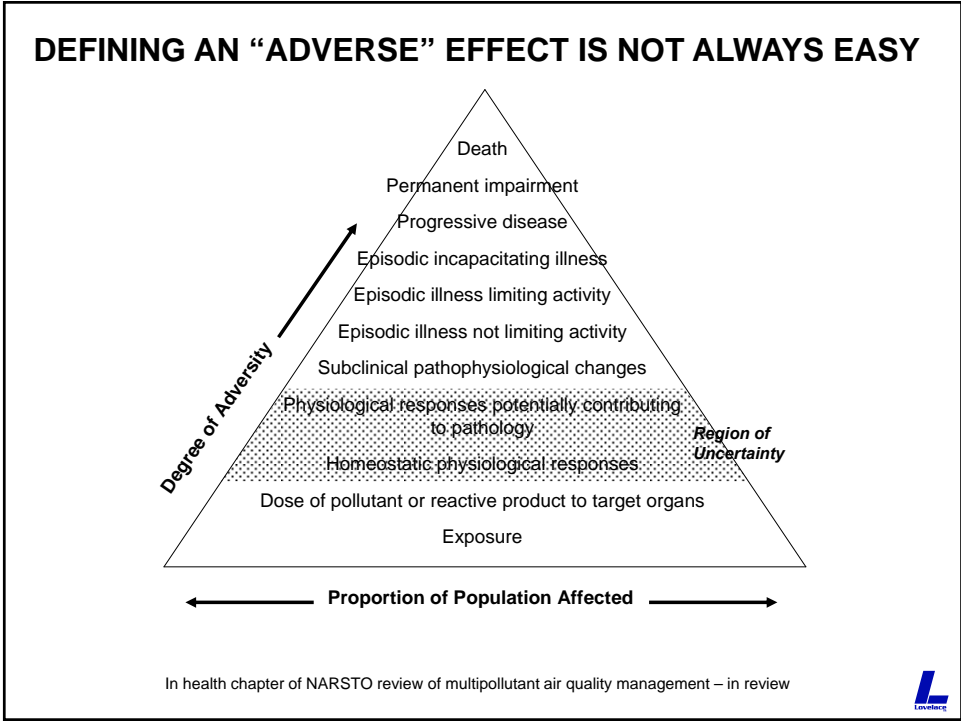 DEFINING AN “ADVERSE” EFFECT IS NOT ALWAYS EASY
Death
Permanent impairment
Progressive disease
Episodic incapacitating illness
Episodic illness limiting activity
Episodic illness not limiting activity
Subclinical pathophysiological changes
Physiological responses potentially contributing
to pathology
Homeostatic physiological responses
Dose of pollutant or reactive product to target organs
Exposure
Degree of Adversity
Region of
Uncertainty
Proportion of Population Affected
In health chapter of NARSTO review of multipollutant air quality management – in review
Lovelace